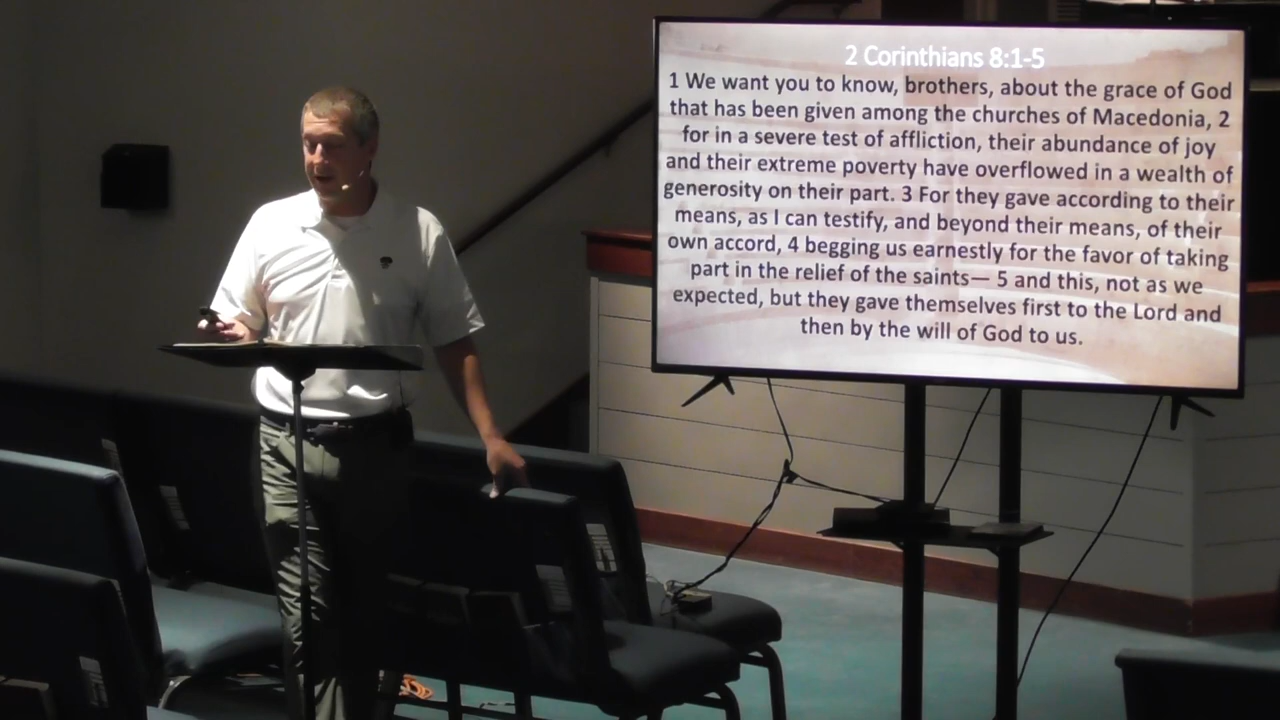 2 Corinthians 8:1-5
1 We want you to know, brothers, about the grace of God
that has been given among the churches of Macedonia, 2
for in a severe test of affliction, their abundance of joy
and their extreme poverty have overflowed in a wealth of
generosity on their part. 3 For they gave according to their
means, as I can testify, and beyond their means, of their
own accord, 4 begging us earnestly for the favor of taking
part in the relief of the saints— 5 and this, not as we
expected, but they gave themselves first to the Lord and
then by the will of God to us.